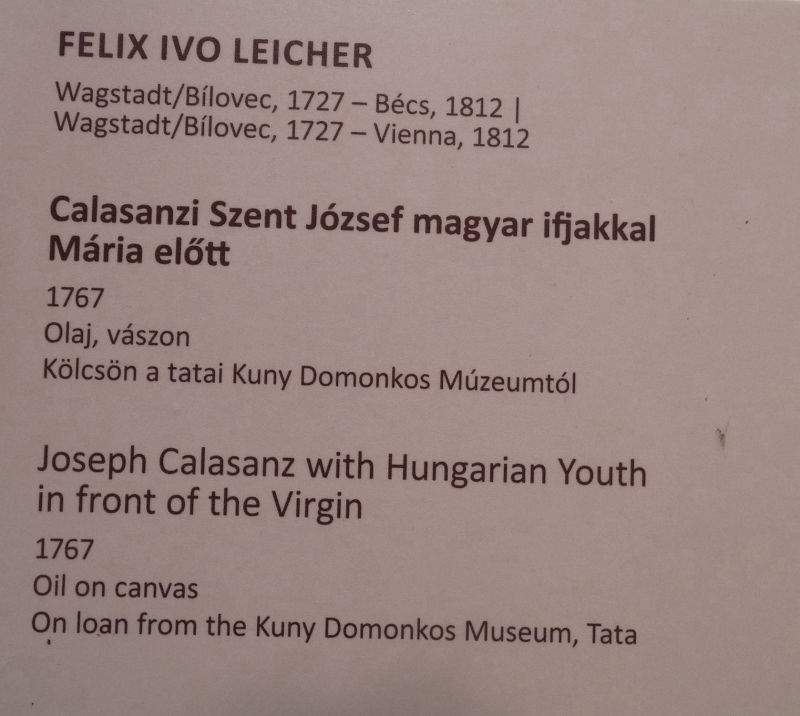 FELIX IVO LEICHER
Wagstadt/Bílovec, 1727 – Bécs, 1812 |
Wagstadt/Bílovec, 1727 – Vienna, 1812
Calasanzi Szent József magyar ifjakkal
Mária előtt
1767
Olaj, vászon
Kölcsön a tatai Kuny Domonkos Múzeumtól
Joseph Calasanz with Hungarian Youth
in front of the Virgin
1767
Oil on canvas
On loan from the Kuny Domonkos Museum, Tata